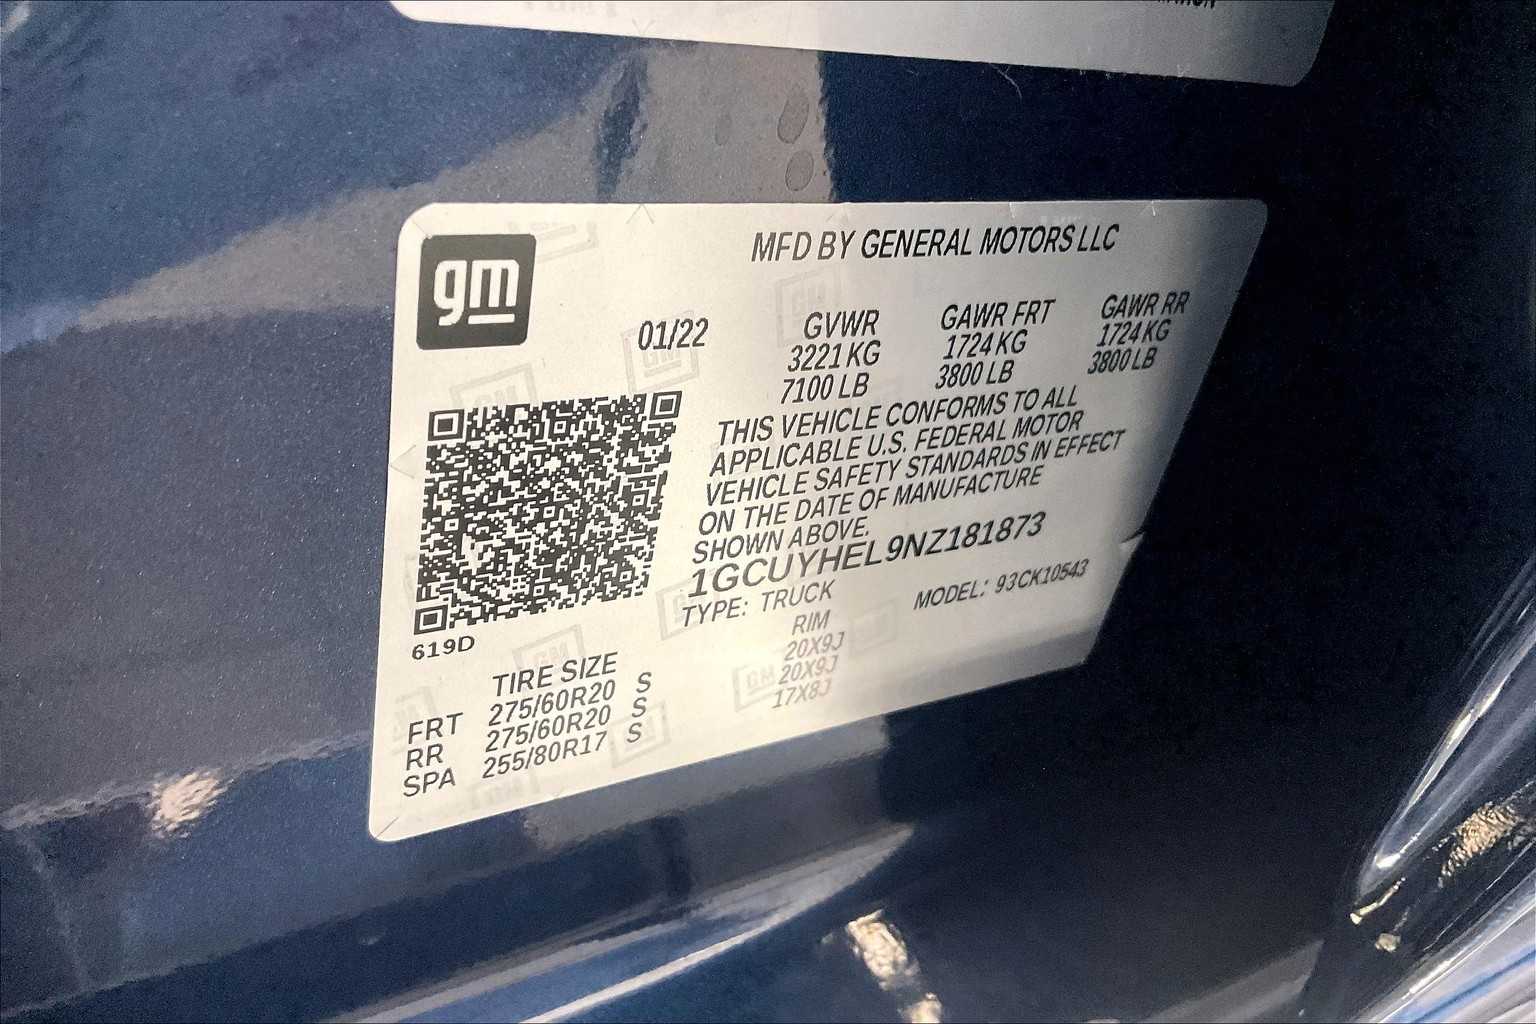 gm
MFD BY GENERAL MOTORS LLC
01/22
GVWR GAWR FRT GAWR RR
3221 KG 1724 KG 1724 KG
7100 LB 3800 LB 3800 LB
THIS VEHICLE CONFORMS TO ALL
APPLICABLE U.S. FEDERAL MOTOR
VEHICLE SAFETY STANDARDS IN EFFECT
ON THE DATE OF MANUFACTURE
SHOWN ABOVE.
1GCUYHEL9NZ181873
TYPE: TRUCK MODEL: 93CK10543
619D
TIRE SIZE RIM
FRT 275/60R20 S 20X9J
RR 275/60R20 S 20X9J
SPA 255/80R17 S 17X8J